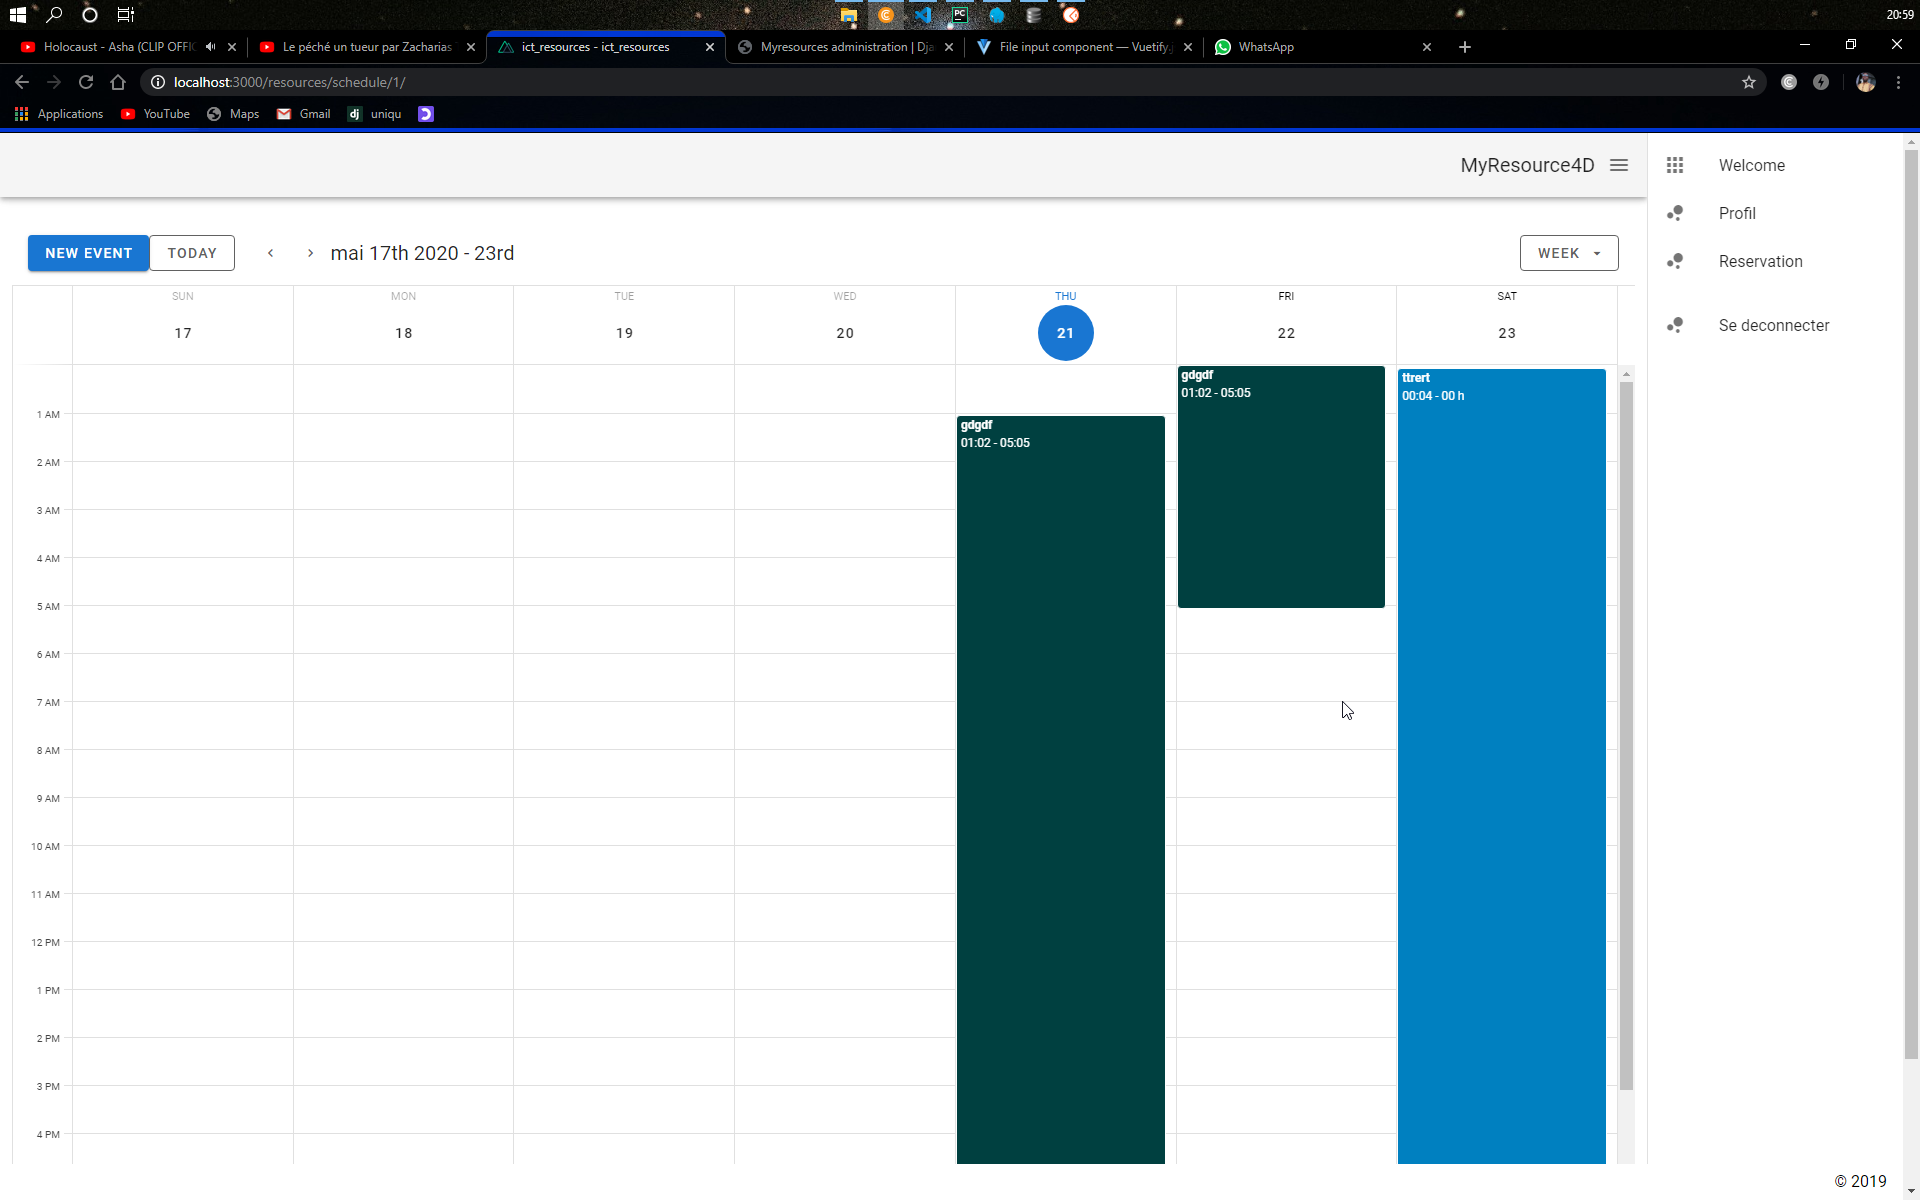 20:59
Holocaust - Asha (CLIP OFFIC
Le péché un tueur par Zacharias
ict_resources - ict_resources
Myresources administration | Dja
File input component — Vuetify.j
WhatsApp
localhost:3000/resources/schedule/1/
Applications YouTube Maps Gmail dj uniqu
MyResource4D
Welcome
Profil
Reservation
Se deconnecter
NEW EVENT TODAY mai 17th 2020 - 23rd WEEK
SUN MON TUE WED THU FRI SAT
17 18 19 20 21 22 23
gdgdf
01:02 - 05:05
gdgdf
01:02 - 05:05
ttrert
00:04 - 00 h
1 AM
2 AM
3 AM
4 AM
5 AM
6 AM
7 AM
8 AM
9 AM
10 AM
11 AM
12 PM
1 PM
2 PM
3 PM
4 PM
© 2019